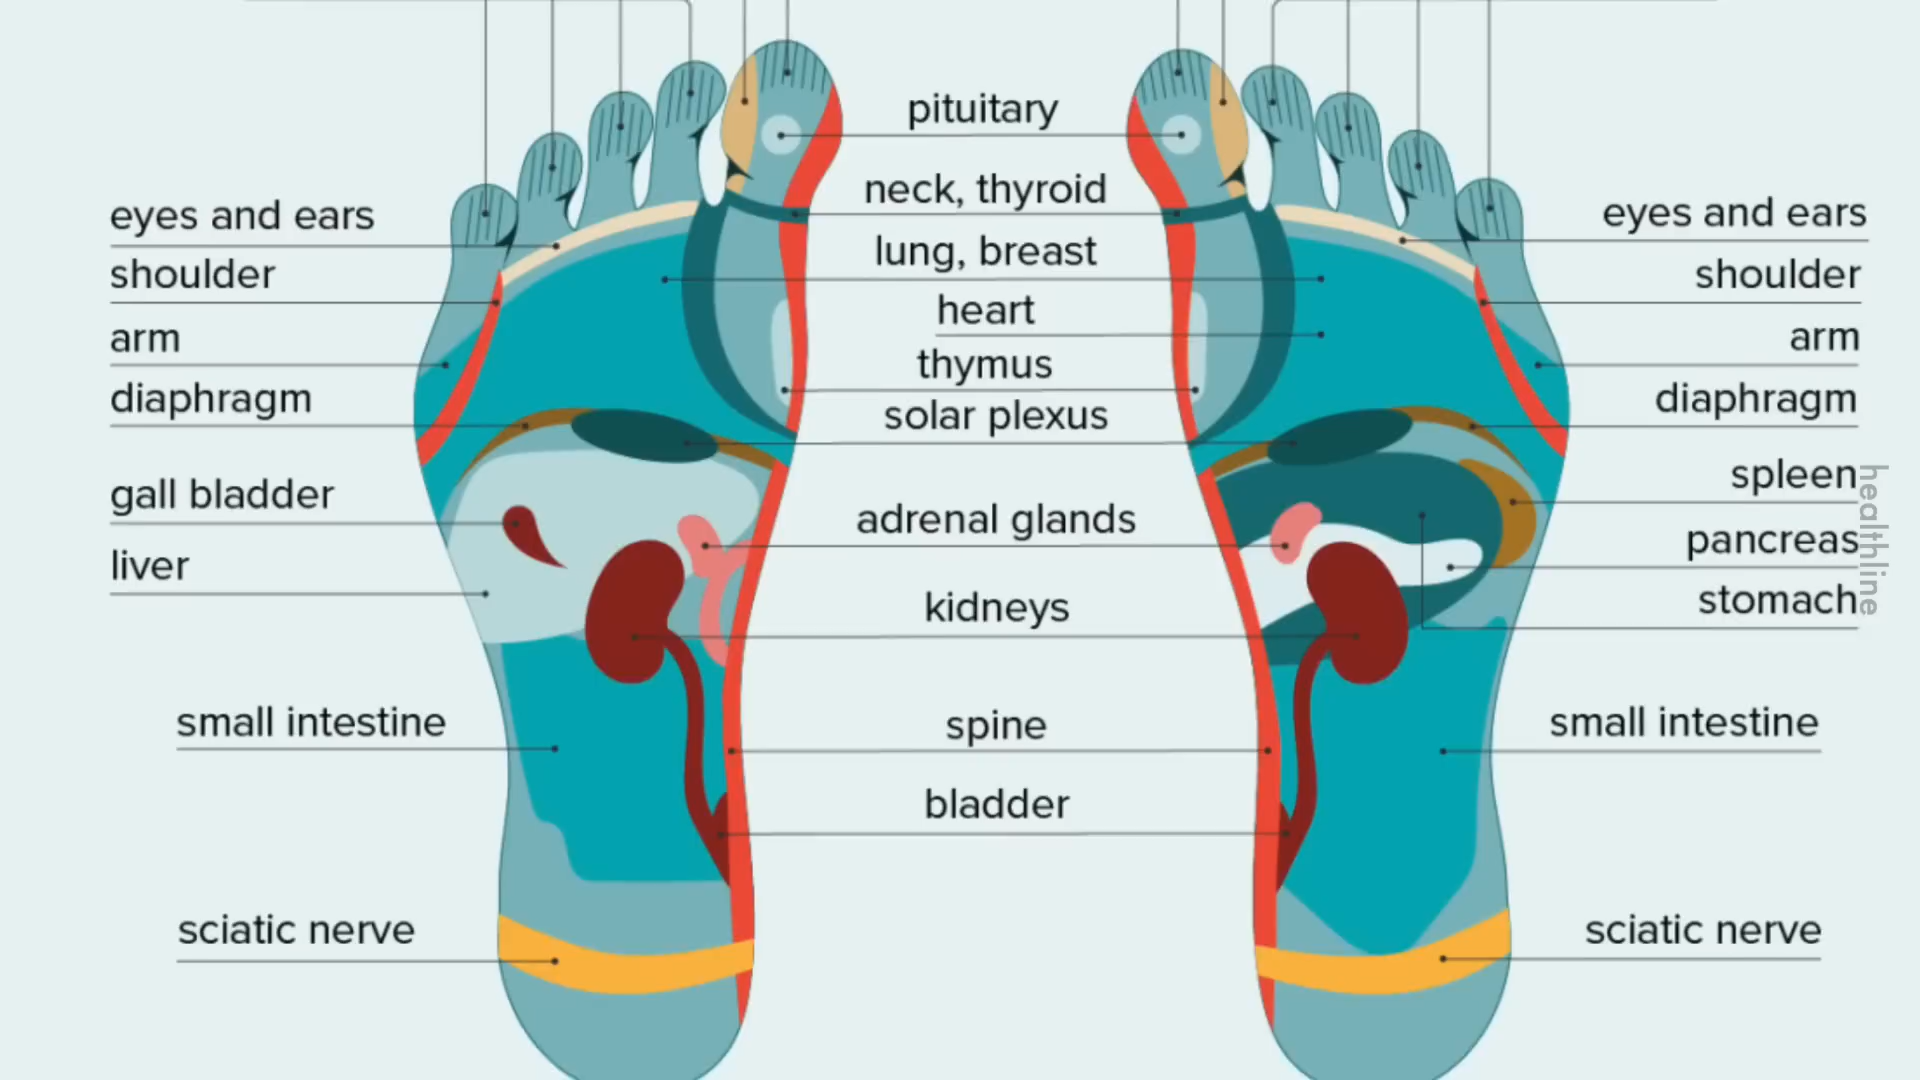 pituitary
neck, thyroid
lung, breast
heart
thymus
solar plexus
adrenal glands
kidneys
spine
bladder
eyes and ears
shoulder
arm
diaphragm
gall bladder
liver
small intestine
sciatic nerve
eyes and ears
shoulder
arm
diaphragm
spleen
pancreas
stomach
small intestine
sciatic nerve
healthline